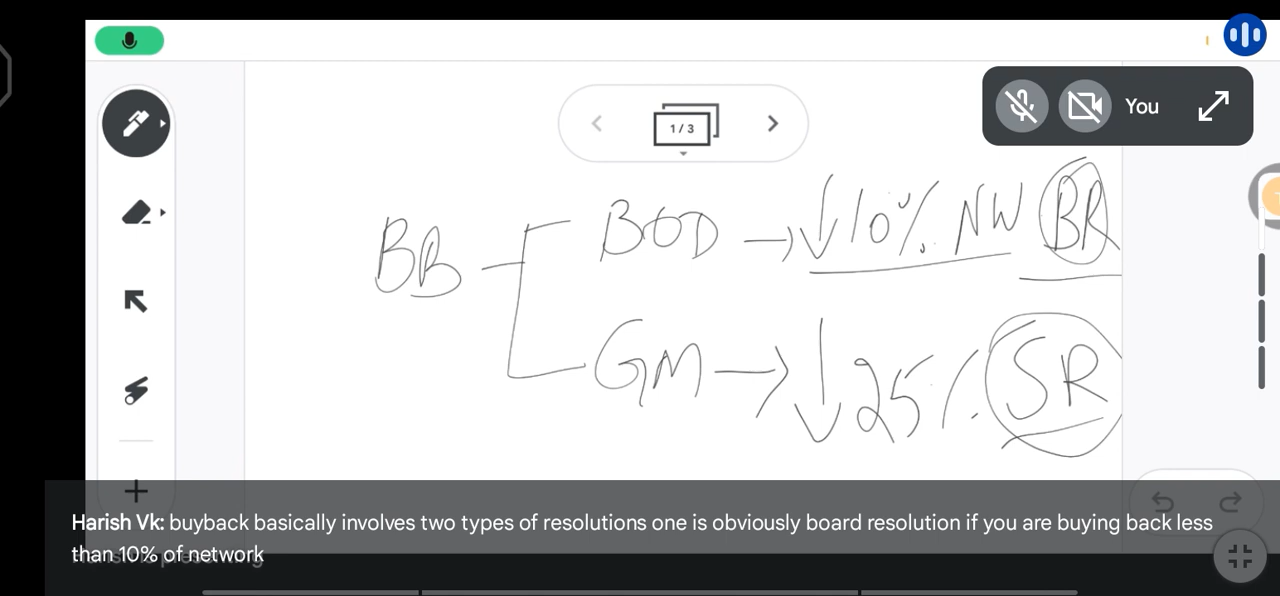 You
1 / 3
BB
BOD → ↓ 10% NW BR
GM → ↓ 25% SR
Harish Vk: buyback basically involves two types of resolutions one is obviously board resolution if you are buying back less
than 10% of network